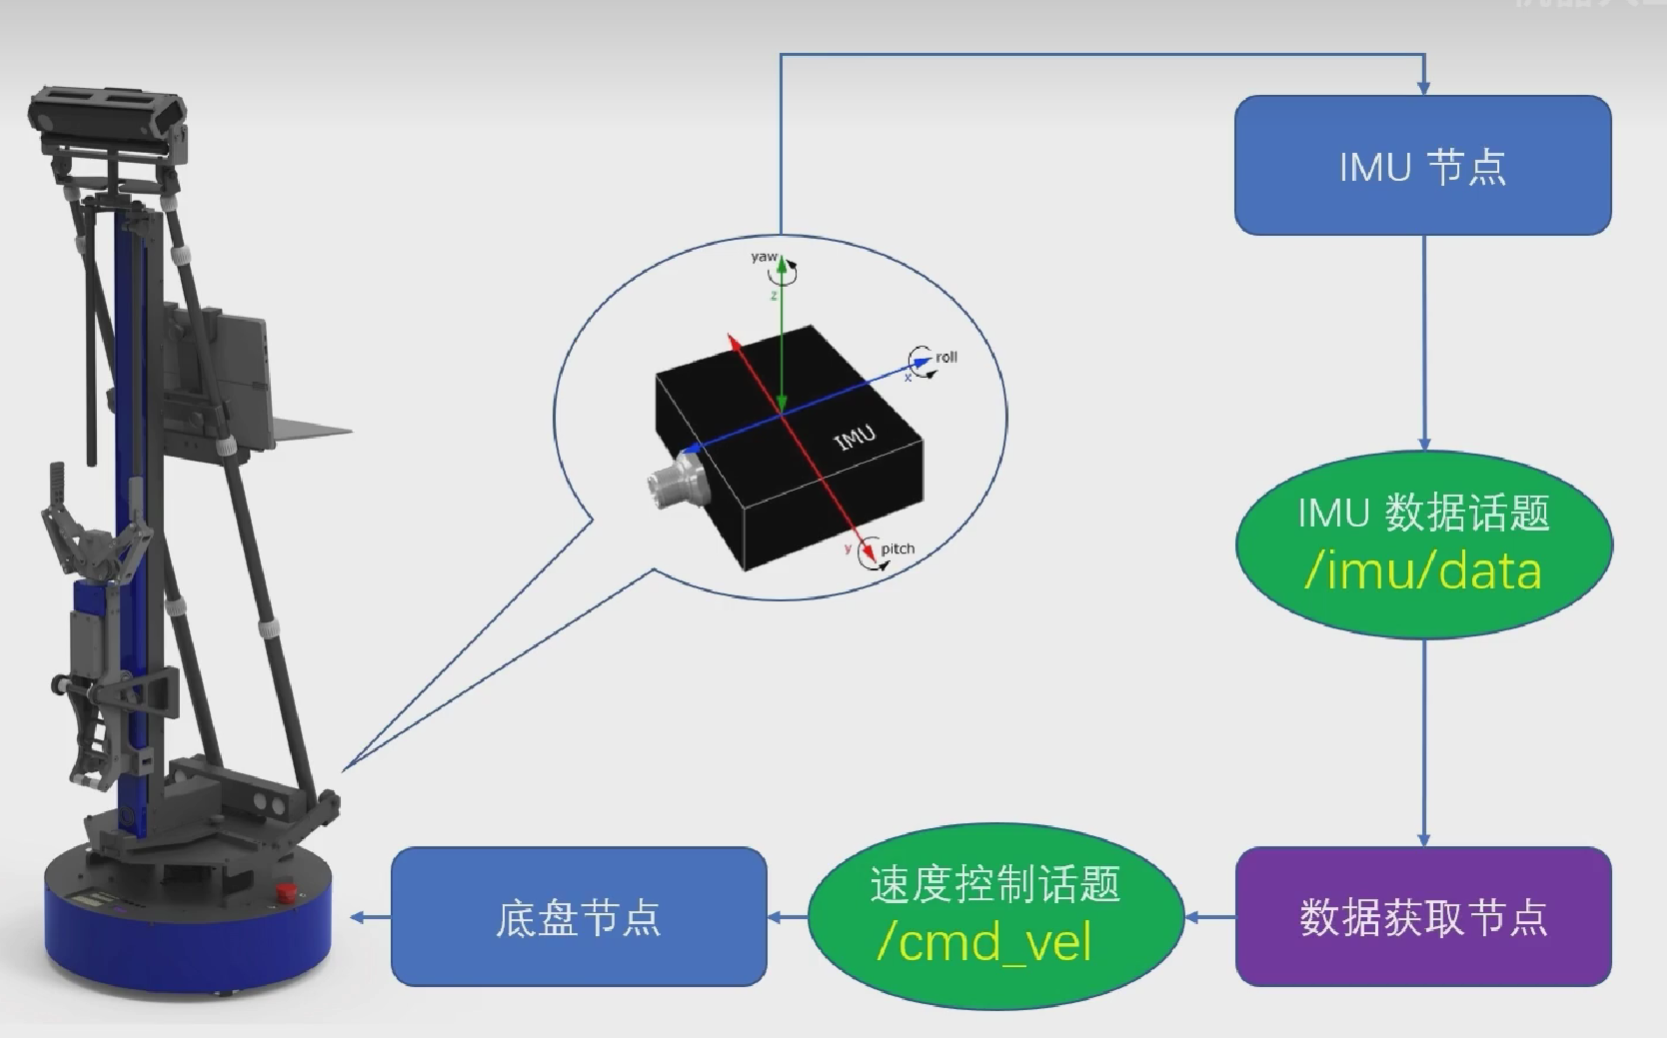 IMU 节点
yaw
z
roll
x
IMU
y
pitch
IMU 数据话题
/imu/data
速度控制话题
/cmd_vel
底盘节点
数据获取节点